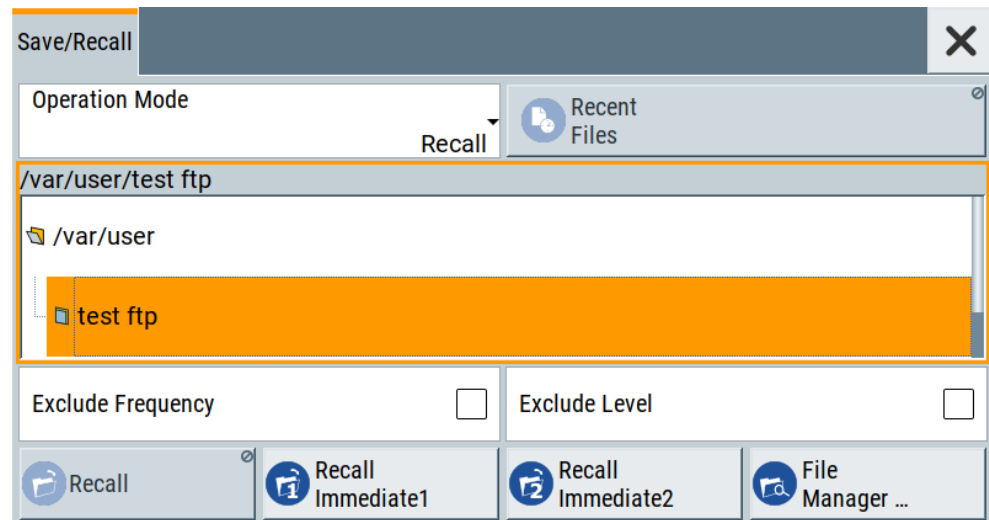 Save/Recall
Operation Mode
Recall
Recent
Files
/var/user/test ftp
/var/user
test ftp
Exclude Frequency
Exclude Level
Recall
Recall
Immediate1
Recall
Immediate2
File
Manager ...